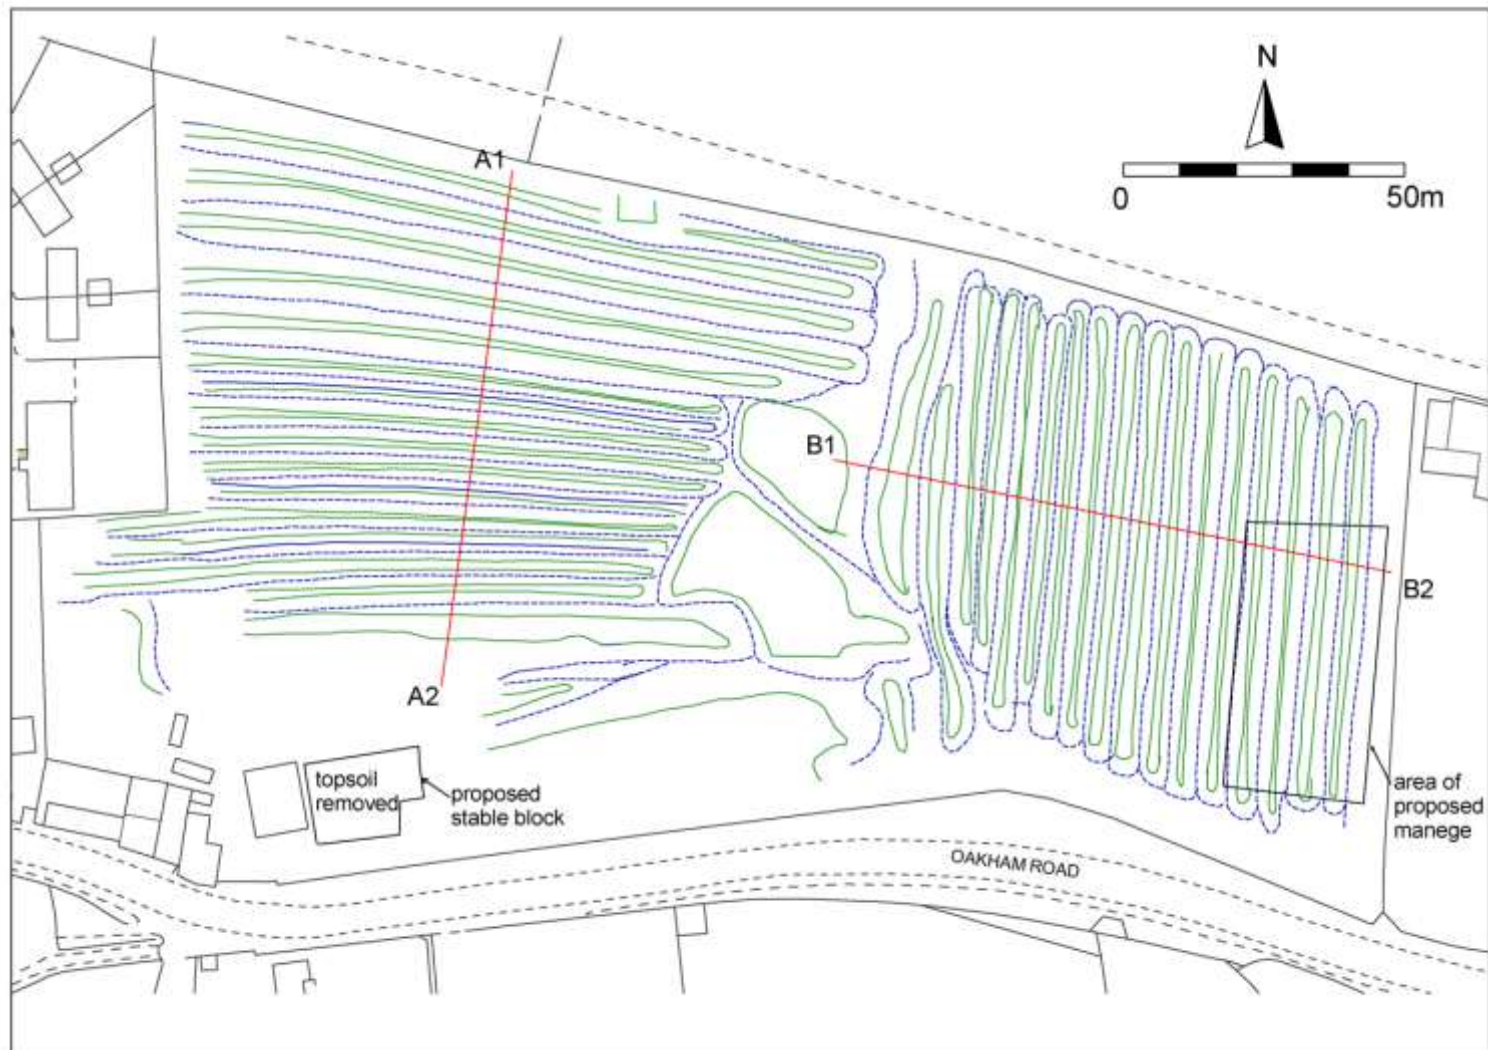 N
0
50m
A1
B1
B2
A2
topsoil
removed
proposed
stable block
area of
proposed
manege
OAKHAM ROAD